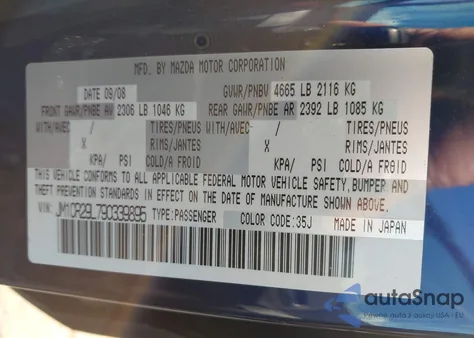 MFD. BY MAZDA MOTOR CORPORATION
DATE 09/08 GVWR/PNBV 4665 LB 2116 KG
FRONT GAWR/PNBE AV 2306 LB 1046 KG REAR GAWR/PNBE AR 2392 LB 1085 KG
WITH/AVEC / TIRES/PNEUS WITH/AVEC / TIRES/PNEUS
X RIMS/JANTES X RIMS/JANTES
KPA/ PSI COLD/A FROID KPA/ PSI COLD/A FROID
THIS VEHICLE CONFORMS TO ALL APPLICABLE FEDERAL MOTOR VEHICLE SAFETY, BUMPER AND
THEFT PREVENTION STANDARDS IN EFFECT ON THE DATE OF MANUFACTURE SHOWN ABOVE.
VIN: JM1CR29L790339895 TYPE:PASSENGER COLOR CODE:35J MADE IN JAPAN
autaSnap